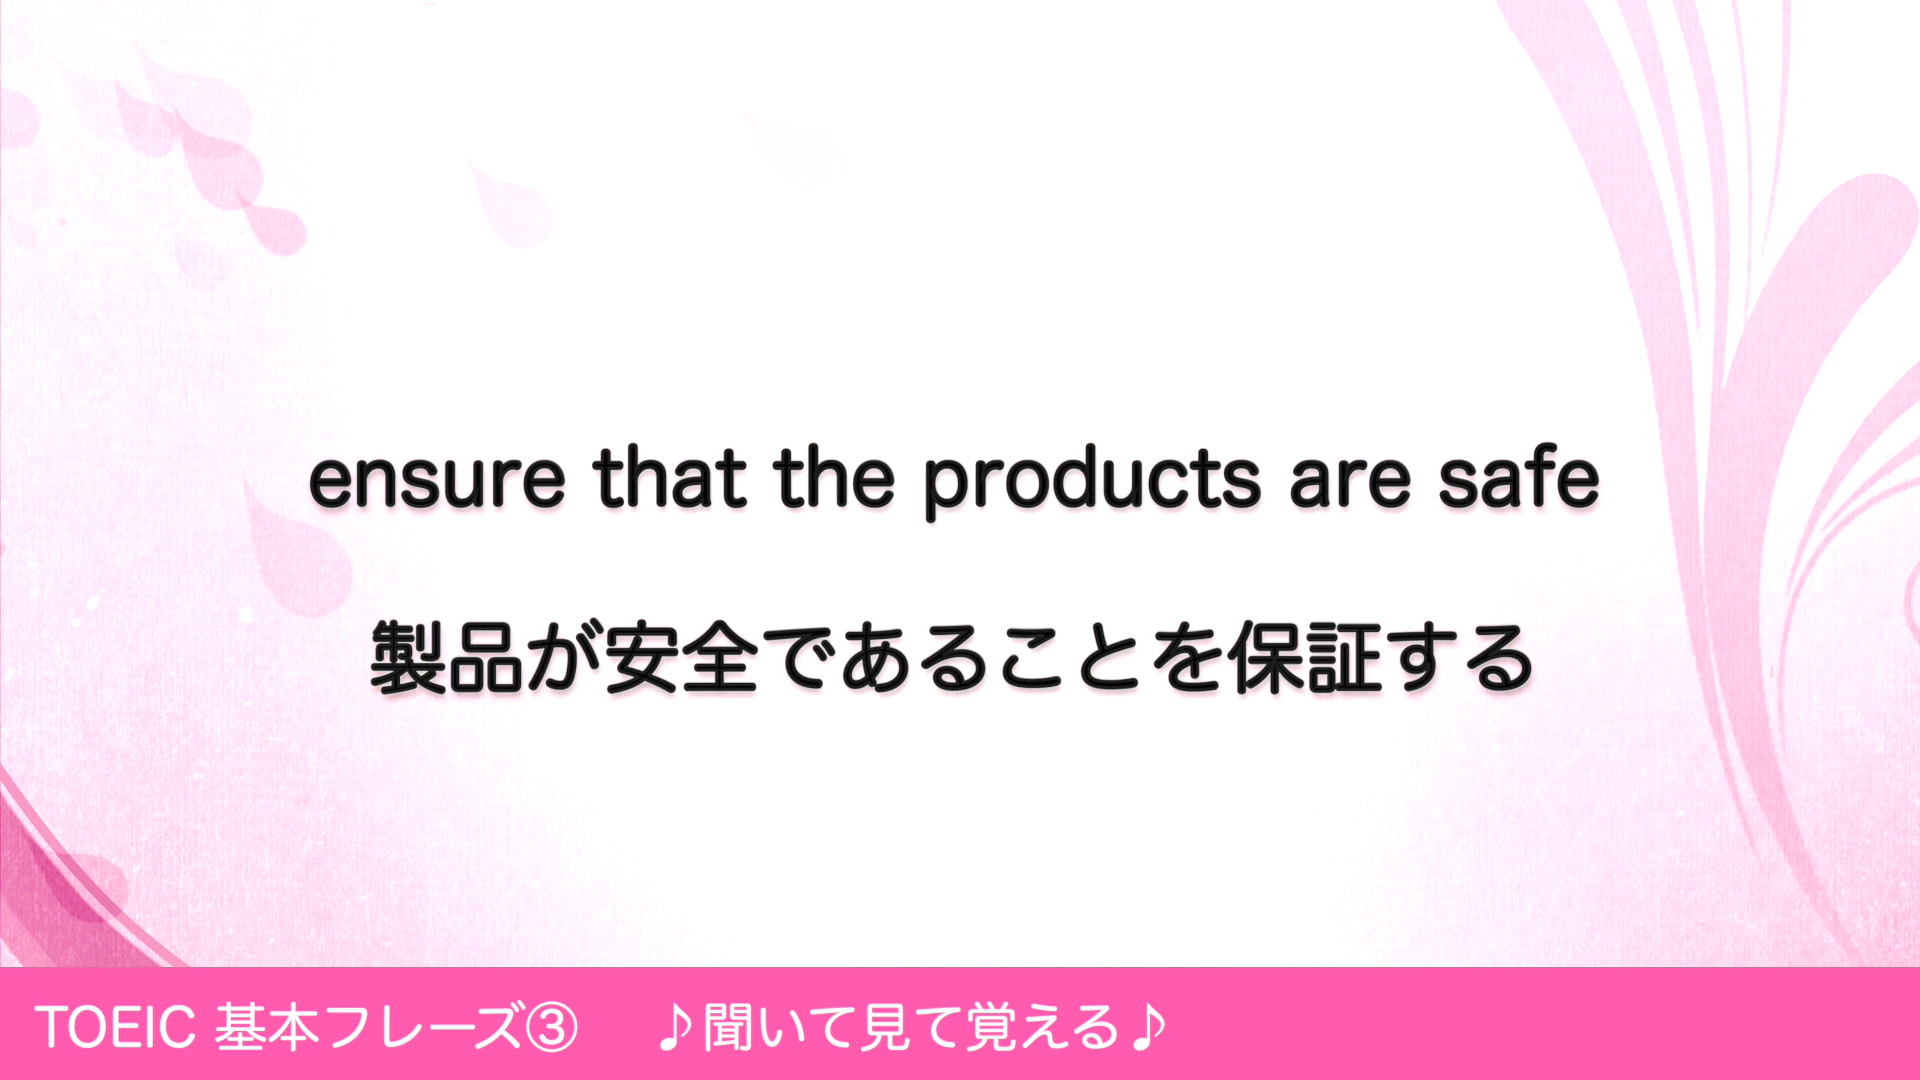 ensure that the products are safe
製品が安全であることを保証する
TOEIC 基本フレーズ③ ♪聞いて見て覚える♪